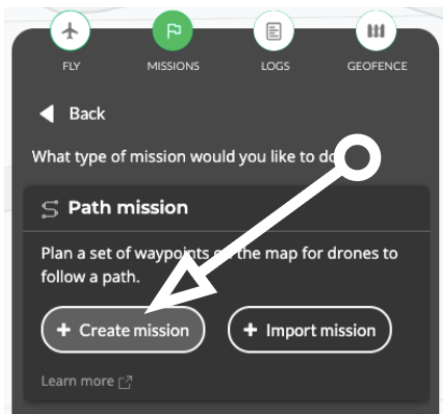 FLY MISSIONS LOGS GEOFENCE
Back
What type of mission would you like to do
Path mission
Plan a set of waypoints on the map for drones to
follow a path.
+ Create mission + Import mission
Learn more